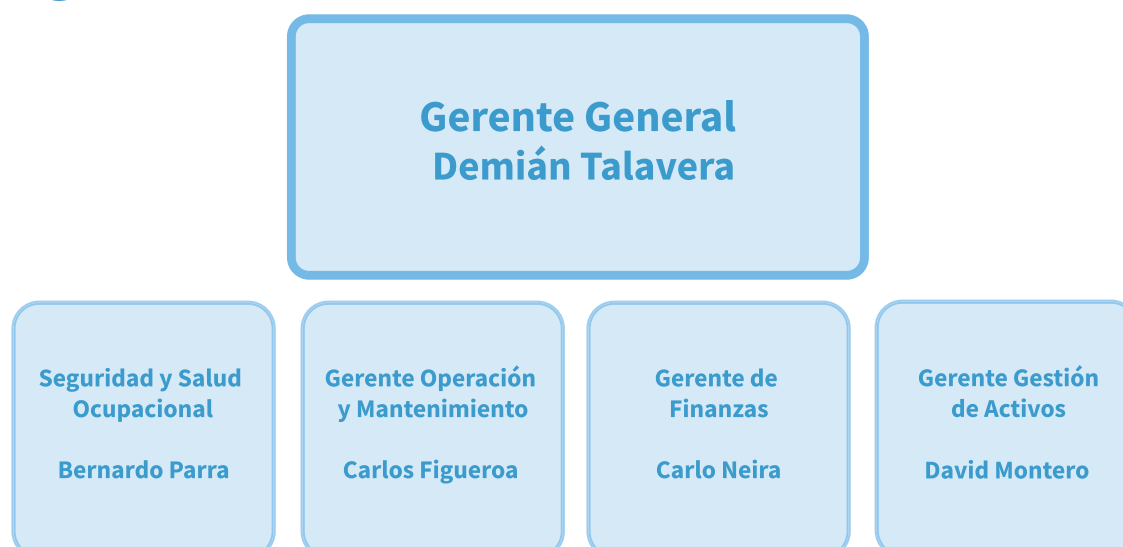 Gerente General
Demián Talavera
Seguridad y Salud
Ocupacional
Bernardo Parra
Gerente Operación
y Mantenimiento
Carlos Figueroa
Gerente de
Finanzas
Carlo Neira
Gerente Gestión
de Activos
David Montero